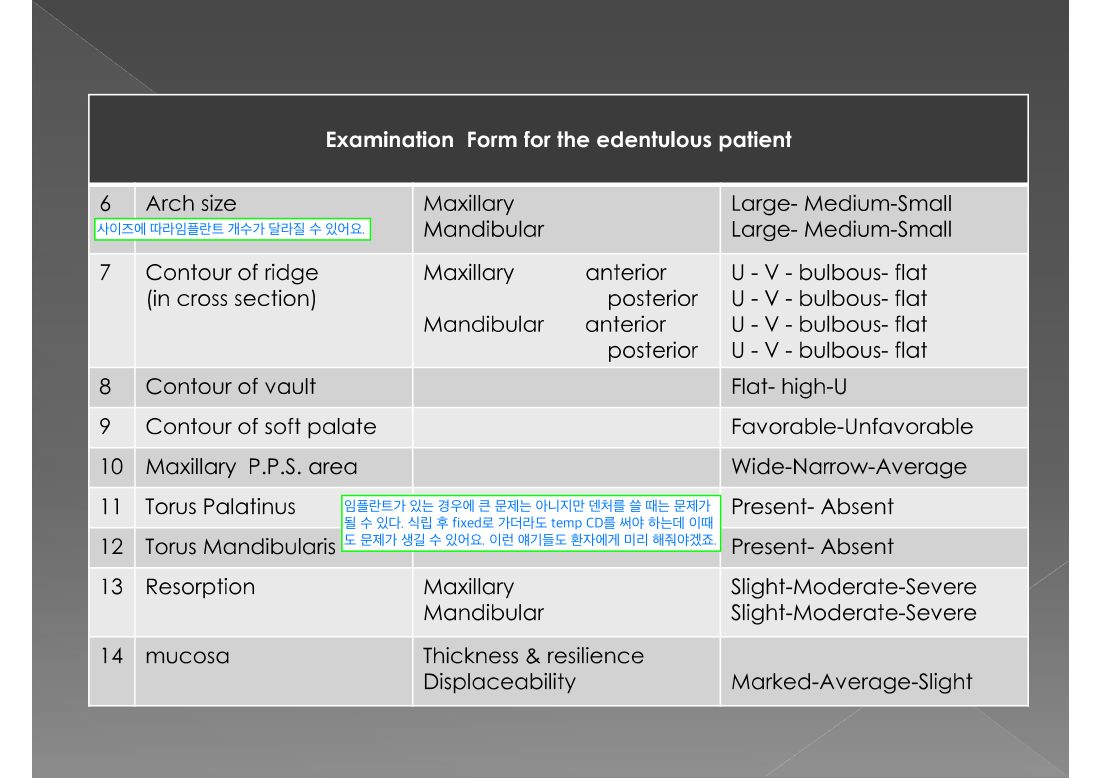 Examination  Form for the edentulous patient
6 Arch size Maxillary Large- Medium-Small
Mandibular Large- Medium-Small
사이즈에 따라임플란트 개수가 달라질 수 있어요.
7 Contour of ridge Maxillary anterior U - V - bulbous- flat
(in cross section) posterior U - V - bulbous- flat
Mandibular anterior U - V - bulbous- flat
posterior U - V - bulbous- flat
8 Contour of vault Flat- high-U
9 Contour of soft palate Favorable-Unfavorable
10 Maxillary  P.P.S. area Wide-Narrow-Average
11 Torus Palatinus Present- Absent
임플란트가 있는 경우에 큰 문제는 아니지만 덴처를 쓸 때는 문제가
될 수 있다. 식립 후 fixed로 가더라도 temp CD를 써야 하는데 이때
도 문제가 생길 수 있어요. 이런 얘기들도 환자에게 미리 해줘야겠죠.
12 Torus Mandibularis Present- Absent
13 Resorption Maxillary Slight-Moderate-Severe
Mandibular Slight-Moderate-Severe
14 mucosa Thickness & resilience
Displaceability Marked-Average-Slight